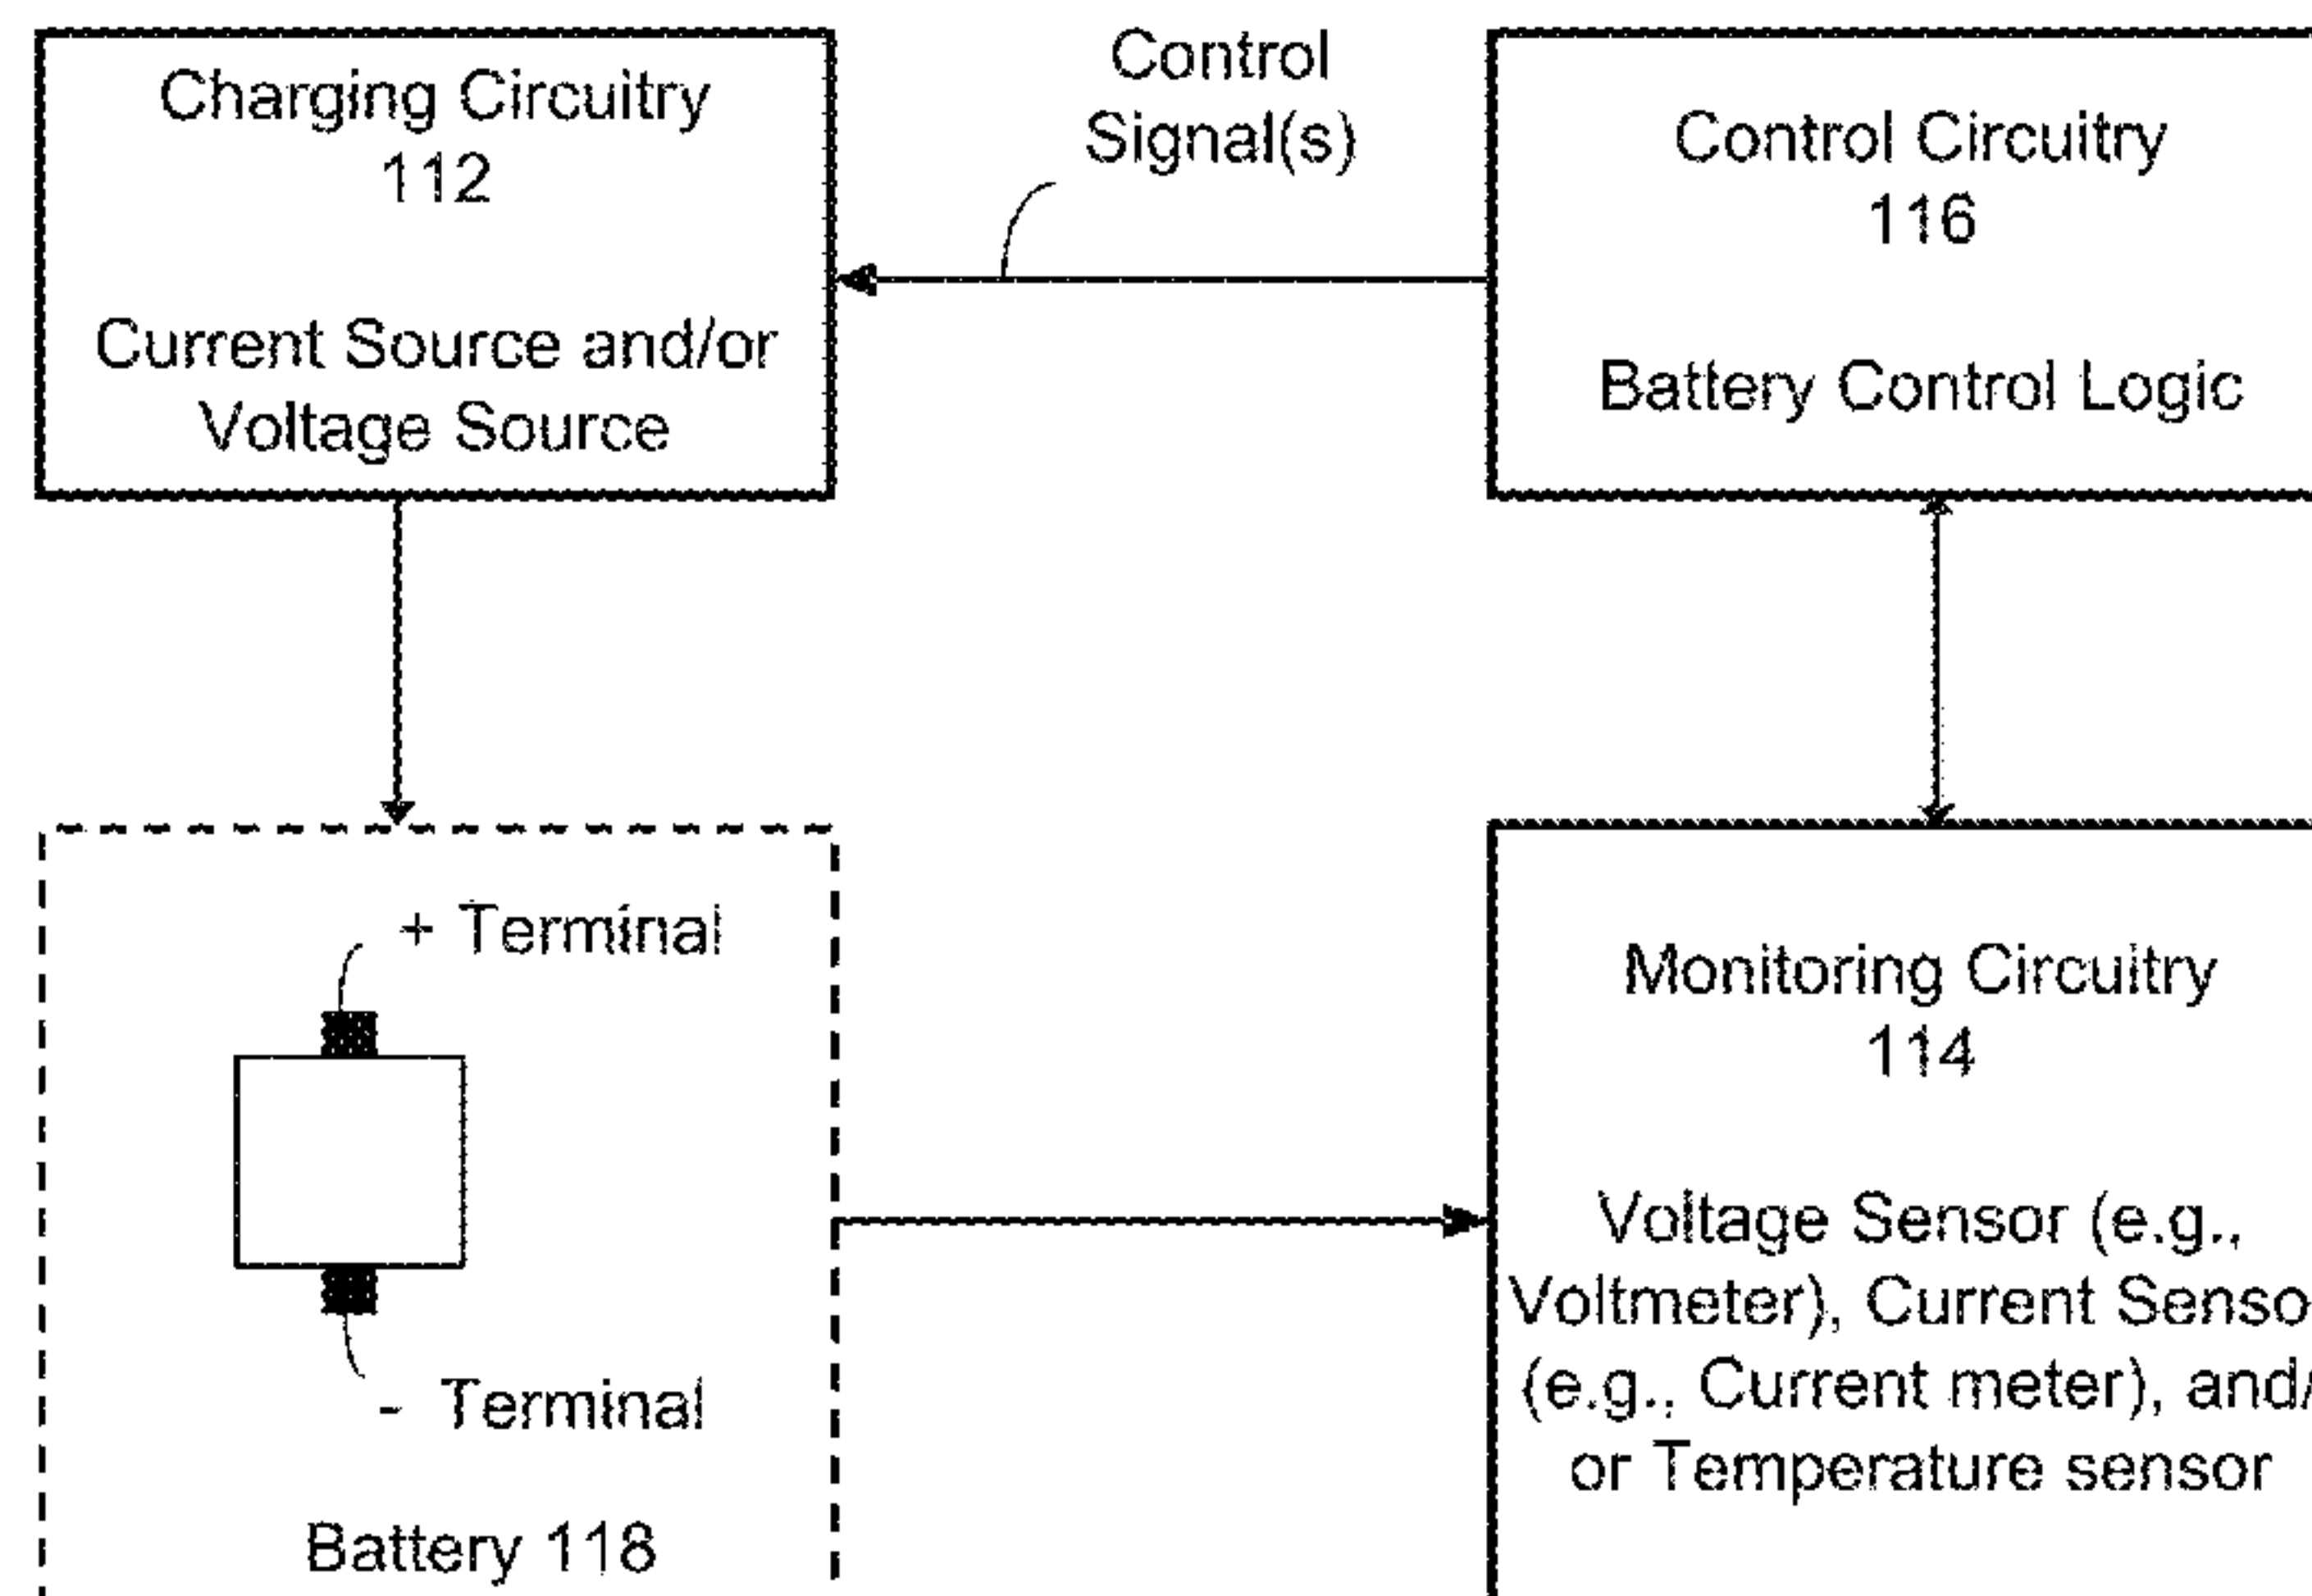 Charging Circuitry
112
Current Source and/or
Voltage Source
Control
Signal(s)
Control Circuitry
116
Battery Control Logic
+ Terminal
- Terminal
Battery 118
Monitoring Circuitry
114
Voltage Sensor (e.g.,
Voltmeter), Current Senso
(e.g., Current meter), and/
or Temperature sensor